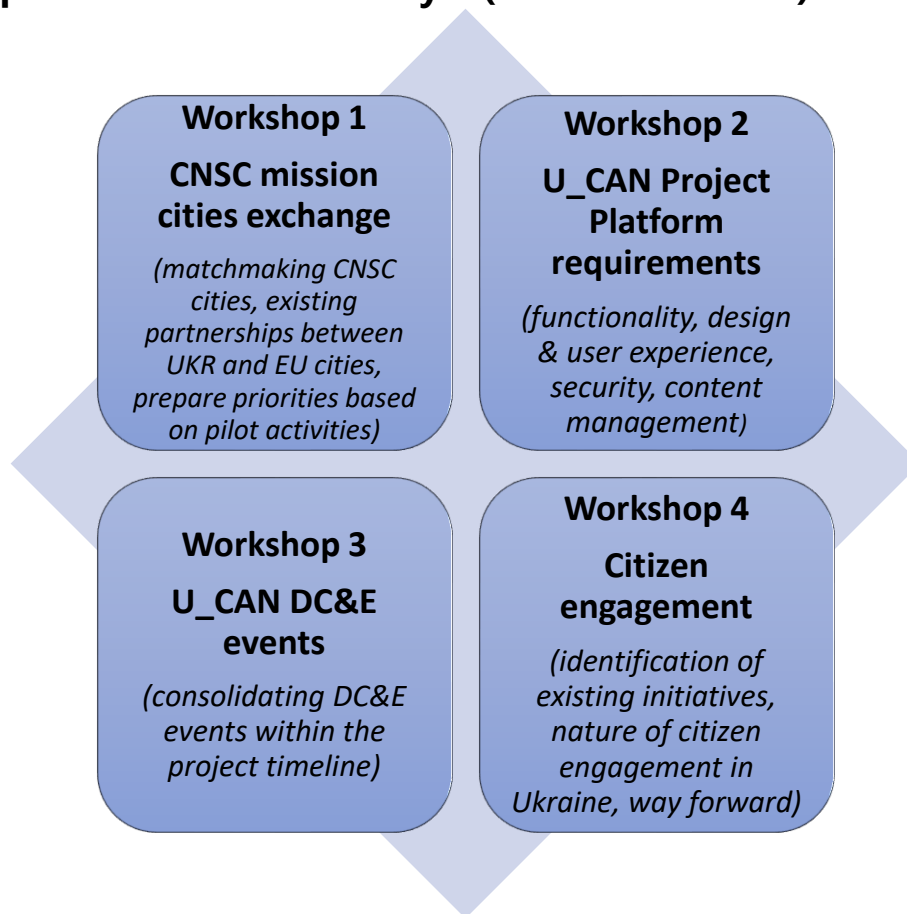 Workshop 1
CNSC mission
cities exchange
(matchmaking CNSC
cities, existing
partnerships between
UKR and EU cities,
prepare priorities based
on pilot activities)
Workshop 2
U_CAN Project
Platform
requirements
(functionality, design
& user experience,
security, content
management)
Workshop 3
U_CAN DC&E
events
(consolidating DC&E
events within the
project timeline)
Workshop 4
Citizen
engagement
(identification of
existing initiatives,
nature of citizen
engagement in
Ukraine, way forward)